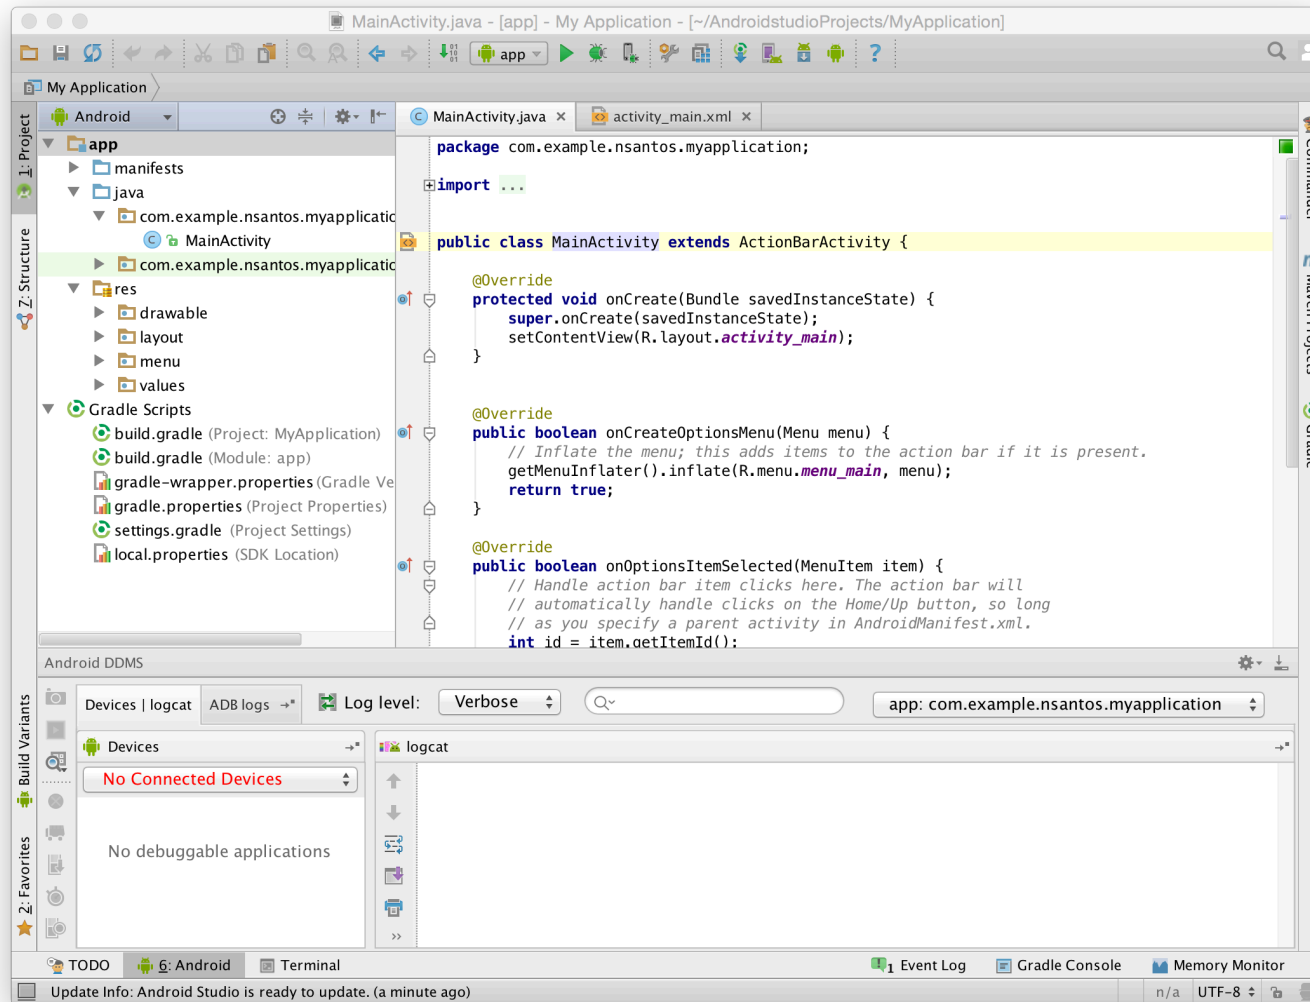 MainActivity.java - [app] - My Application - [~/AndroidstudioProjects/MyApplication]
app
?
My Application
1: Project
7: Structure
Build Variants
2: Favorites
Android
app
manifests
java
com.example.nsantos.myapplicatic
MainActivity
com.example.nsantos.myapplicatic
res
drawable
layout
menu
values
Gradle Scripts
build.gradle (Project: MyApplication)
build.gradle (Module: app)
gradle-wrapper.properties (Gradle Ve
gradle.properties (Project Properties)
settings.gradle (Project Settings)
local.properties (SDK Location)
MainActivity.java
activity_main.xml
package com.example.nsantos.myapplication;
import ...
public class MainActivity extends ActionBarActivity {
@Override
protected void onCreate(Bundle savedInstanceState) {
super.onCreate(savedInstanceState);
setContentView(R.layout.activity_main);
}
@Override
public boolean onCreateOptionsMenu(Menu menu) {
// Inflate the menu; this adds items to the action bar if it is present.
getMenuInflater().inflate(R.menu.menu_main, menu);
return true;
}
@Override
public boolean onOptionsItemSelected(MenuItem item) {
// Handle action bar item clicks here. The action bar will
// automatically handle clicks on the Home/Up button, so long
// as you specify a parent activity in AndroidManifest.xml.
int id = item.getItemId();
Android DDMS
Devices | logcat
ADB logs
Log level:
Verbose
app: com.example.nsantos.myapplication
Devices
No Connected Devices
No debuggable applications
logcat
TODO
6: Android
Terminal
1 Event Log
Gradle Console
Memory Monitor
Update Info: Android Studio is ready to update. (a minute ago)
n/a
UTF-8